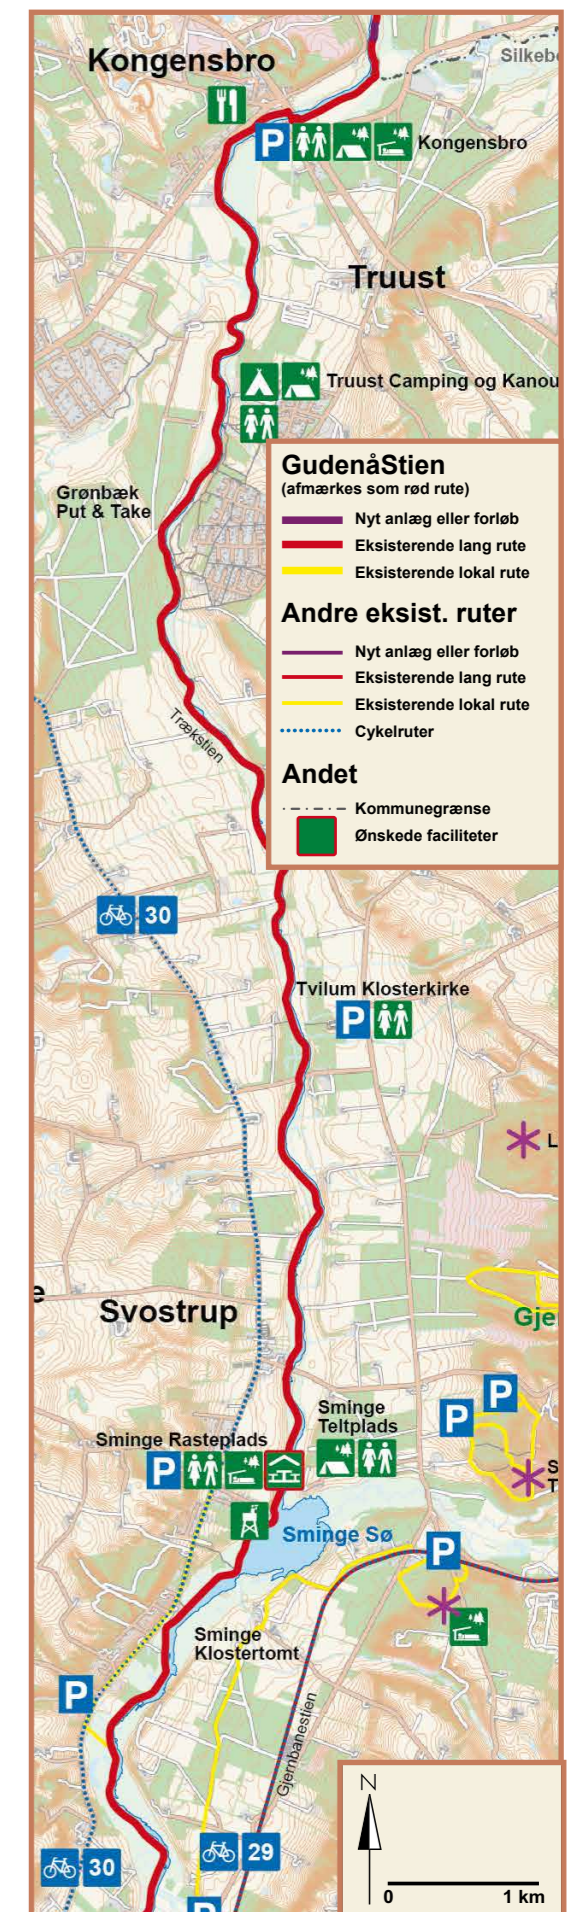 Silkeb
Kongensbro
P
Kongensbro
Truust
Truust Camping og Kanou
Grønbæk
Put & Take
GudenåStien
(afmærkes som rød rute)
Nyt anlæg eller forløb
Eksisterende lang rute
Eksisterende lokal rute
Andre eksist. ruter
Nyt anlæg eller forløb
Eksisterende lang rute
Eksisterende lokal rute
Cykelruter
Andet
Kommunegrænse
Ønskede faciliteter
Trækstien
30
Tvilum Klosterkirke
P
L
e
Svostrup
Gje
P
P
Sminge
Teltplads
Sminge Rasteplads
P
S
T
Sminge Sø
P
Sminge
Klostertomt
P
Gjernbanestien
N
29
30
P
0
1 km